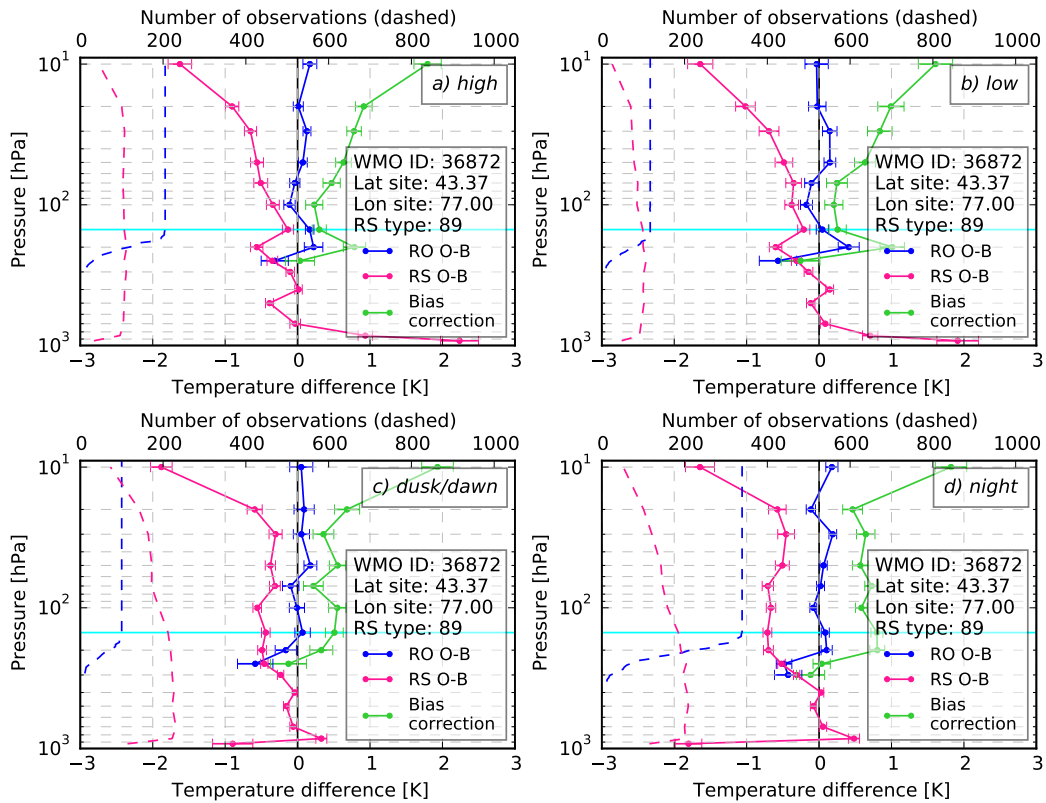 Number of observations (dashed)
0 200 400 600 800 1000
a) high
WMO ID: 36872
Lat site: 43.37
Lon site: 77.00
RS type: 89
RO O-B
RS O-B
Bias
correction
Pressure [hPa]
10^1
10^2
10^3
−3 −2 −1 0 1 2 3
Temperature difference [K]
Number of observations (dashed)
0 200 400 600 800 1000
b) low
WMO ID: 36872
Lat site: 43.37
Lon site: 77.00
RS type: 89
RO O-B
RS O-B
Bias
correction
Pressure [hPa]
10^1
10^2
10^3
−3 −2 −1 0 1 2 3
Temperature difference [K]
Number of observations (dashed)
0 200 400 600 800 1000
c) dusk/dawn
WMO ID: 36872
Lat site: 43.37
Lon site: 77.00
RS type: 89
RO O-B
RS O-B
Bias
correction
Pressure [hPa]
10^1
10^2
10^3
−3 −2 −1 0 1 2 3
Temperature difference [K]
Number of observations (dashed)
0 200 400 600 800 1000
d) night
WMO ID: 36872
Lat site: 43.37
Lon site: 77.00
RS type: 89
RO O-B
RS O-B
Bias
correction
Pressure [hPa]
10^1
10^2
10^3
−3 −2 −1 0 1 2 3
Temperature difference [K]